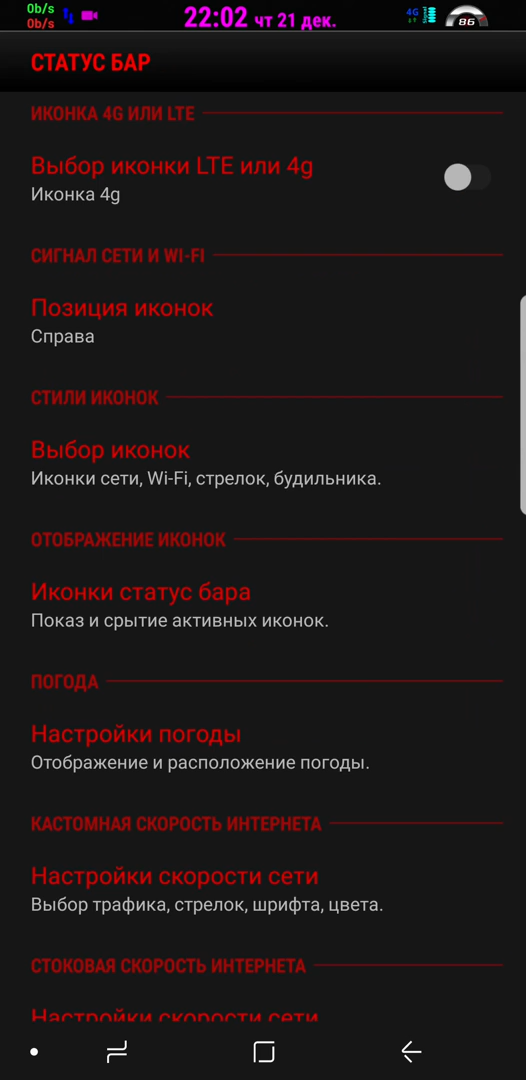 0b/s
0b/s
22:02 чт 21 дек.
4G
86
СТАТУС БАР
ИКОНКА 4G ИЛИ LTE
Выбор иконки LTE или 4g
Иконка 4g
СИГНАЛ СЕТИ И WI-FI
Позиция иконок
Справа
СТИЛИ ИКОНОК
Выбор иконок
Иконки сети, Wi-Fi, стрелок, будильника.
ОТОБРАЖЕНИЕ ИКОНОК
Иконки статус бара
Показ и срытие активных иконок.
ПОГОДА
Настройки погоды
Отображение и расположение погоды.
КАСТОМНАЯ СКОРОСТЬ ИНТЕРНЕТА
Настройки скорости сети
Выбор трафика, стрелок, шрифта, цвета.
СТОКОВАЯ СКОРОСТЬ ИНТЕРНЕТА
Настройки скорости сети